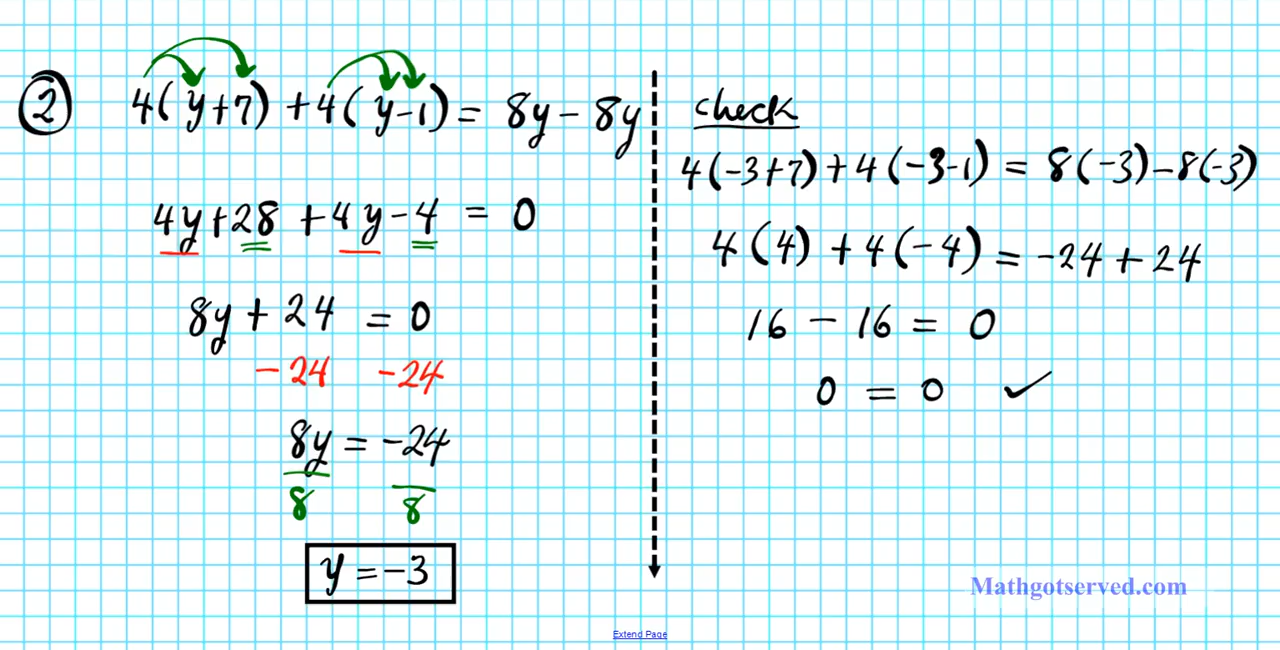 ② 4(y+7) +4(y-1) = 8y - 8y
4y+28 +4y-4 = 0
8y + 24 = 0
-24 -24
8y = -24
8 8
y = -3
check
4(-3+7)+4(-3-1) = 8(-3)-8(-3)
4(4) +4(-4) = -24 + 24
16 - 16 = 0
0 = 0 ✓
Mathgotserved.com
Extend Page